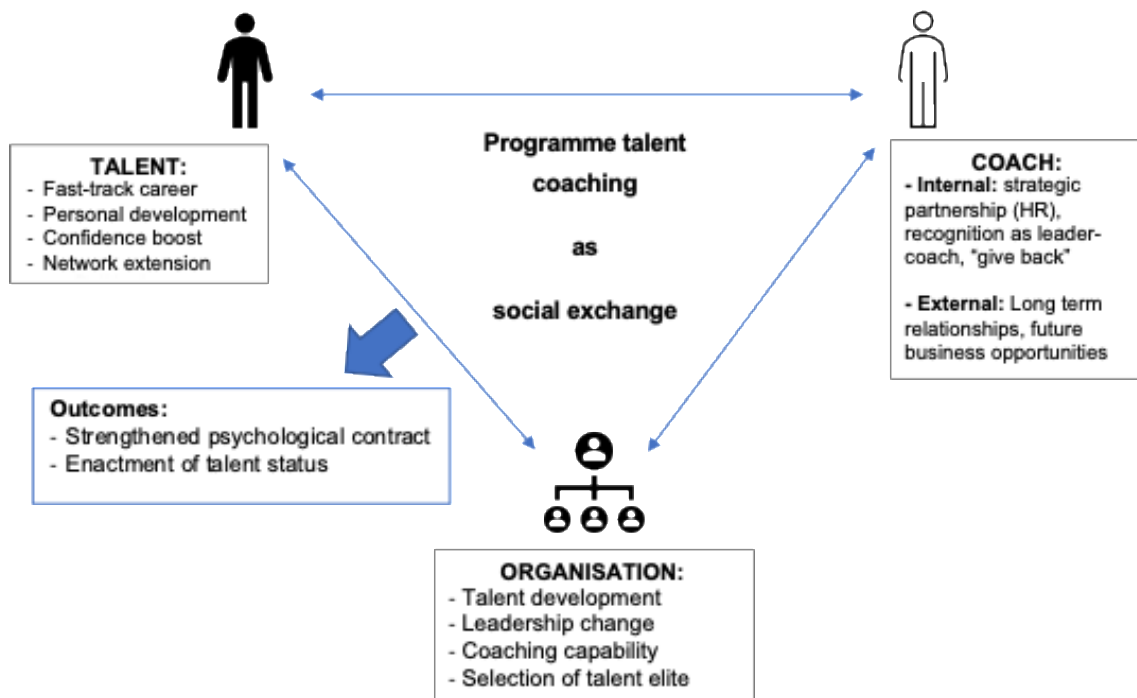 Programme talent
coaching
as
social exchange
TALENT:
- Fast-track career
- Personal development
- Confidence boost
- Network extension
COACH:
- Internal: strategic
partnership (HR),
recognition as leader-
coach, “give back”
- External: Long term
relationships, future
business opportunities
Outcomes:
- Strengthened psychological contract
- Enactment of talent status
ORGANISATION:
- Talent development
- Leadership change
- Coaching capability
- Selection of talent elite